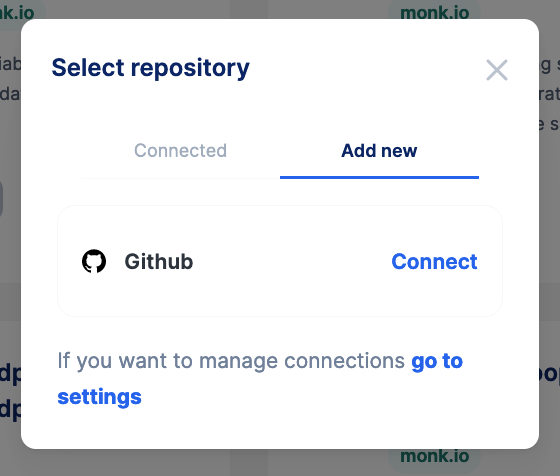 nk.io
monk.io
Select repository
Connected
Add new
Github
Connect
If you want to manage connections go to
settings
monk.io